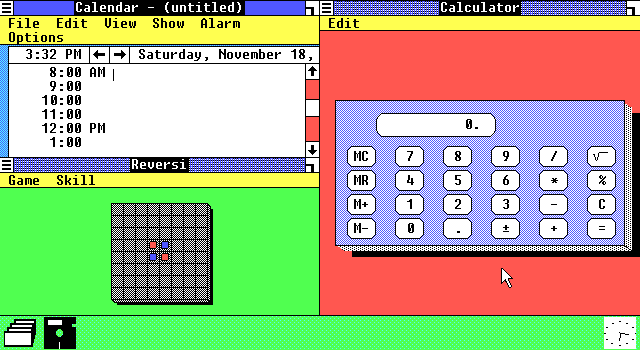 Calendar - (untitled)
File Edit View Show Alarm
Options
3:32 PM Saturday, November 18,
8:00 AM
9:00
10:00
11:00
12:00 PM
1:00
Reversi
Game Skill
Calculator
Edit
0.
MC 7 8 9 / √
MR 4 5 6 * %
M+ 1 2 3 - C
M- 0 . ± + =